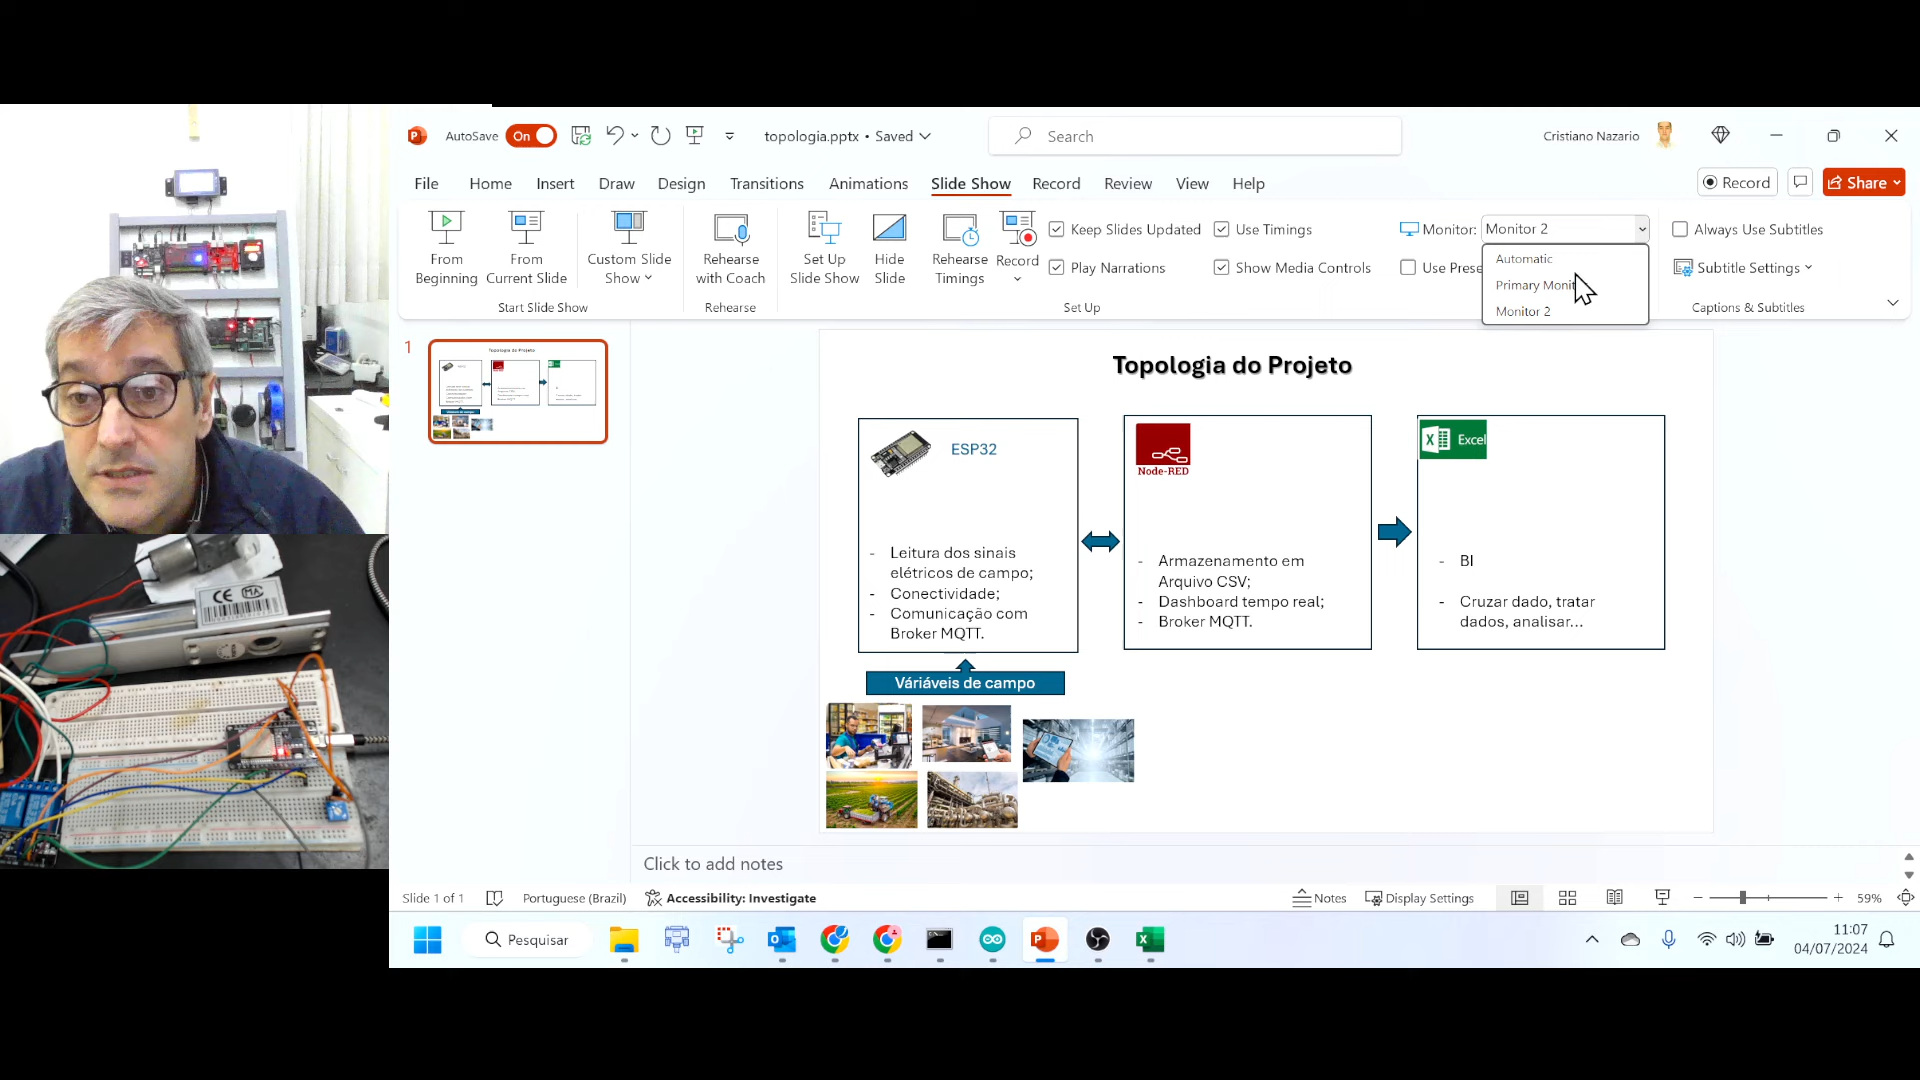 AutoSave On topologia.pptx • Saved Search Cristiano Nazario
File Home Insert Draw Design Transitions Animations Slide Show Record Review View Help Record Share
From Beginning
From Current Slide
Custom Slide Show
Start Slide Show
Rehearse with Coach
Rehearse
Set Up Slide Show
Hide Slide
Rehearse Timings
Record
Keep Slides Updated
Play Narrations
Use Timings
Show Media Controls
Set Up
Monitor: Monitor 2
Use Prese
Automatic
Primary Monit
Monitor 2
Always Use Subtitles
Subtitle Settings
Captions & Subtitles
1
Topologia do Projeto
Topologia do Projeto
ESP32
- Leitura dos sinais
elétricos de campo;
- Conectividade;
- Comunicação com
Broker MQTT.
Váriáveis de campo
Node-RED
- Armazenamento em
Arquivo CSV;
- Dashboard tempo real;
- Broker MQTT.
Excel
- BI
- Cruzar dado, tratar
dados, analisar...
CE MA
Click to add notes
Slide 1 of 1 Portuguese (Brazil) Accessibility: Investigate Notes Display Settings 59%
Pesquisar
11:07
04/07/2024